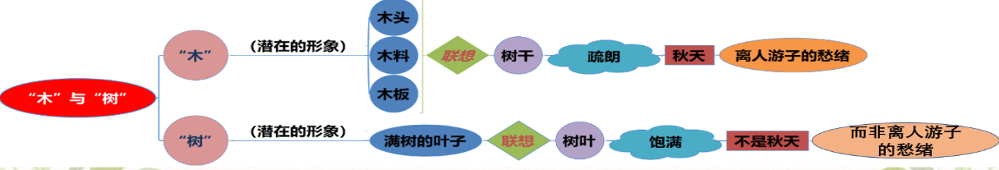 “木”与“树”
“木”
(潜在的形象)
木头
木料
木板
联想
树干
疏朗
秋天
离人游子的愁绪
“树”
(潜在的形象)
满树的叶子
联想
树叶
饱满
不是秋天
而非离人游子
的愁绪